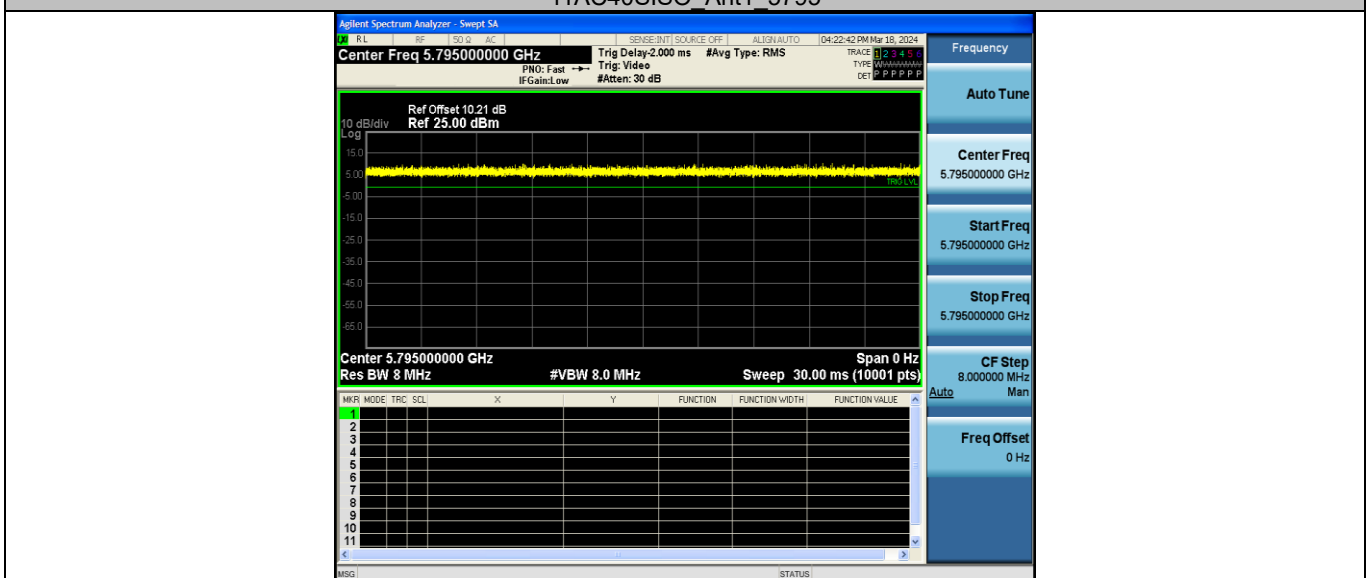 11AC40SISO_Ant1_5795
Agilent Spectrum Analyzer - Swept SA
RL RF 50 Ω AC SENSE:INT SOURCE OFF ALIGN AUTO 04:22:42 PM Mar 18, 2024
Center Freq 5.795000000 GHz Trig Delay-2.000 ms #Avg Type: RMS TRACE 1 2 3 4 5 6
PNO: Fast Trig: Video TYPE
IFGain:Low #Atten: 30 dB DET P P P P P P
Ref Offset 10.21 dB
10 dB/div Ref 25.00 dBm
Log
15.0
5.00
TRIG LVL
-5.00
-15.0
-25.0
-35.0
-45.0
-55.0
-65.0
Center 5.795000000 GHz Span 0 Hz
Res BW 8 MHz #VBW 8.0 MHz Sweep 30.00 ms (10001 pts)
MKR MODE TRC SCL X Y FUNCTION FUNCTION WIDTH FUNCTION VALUE
1
2
3
4
5
6
7
8
9
10
11
MSG STATUS
Frequency
Auto Tune
Center Freq
5.795000000 GHz
Start Freq
5.795000000 GHz
Stop Freq
5.795000000 GHz
CF Step
8.000000 MHz
Auto Man
Freq Offset
0 Hz